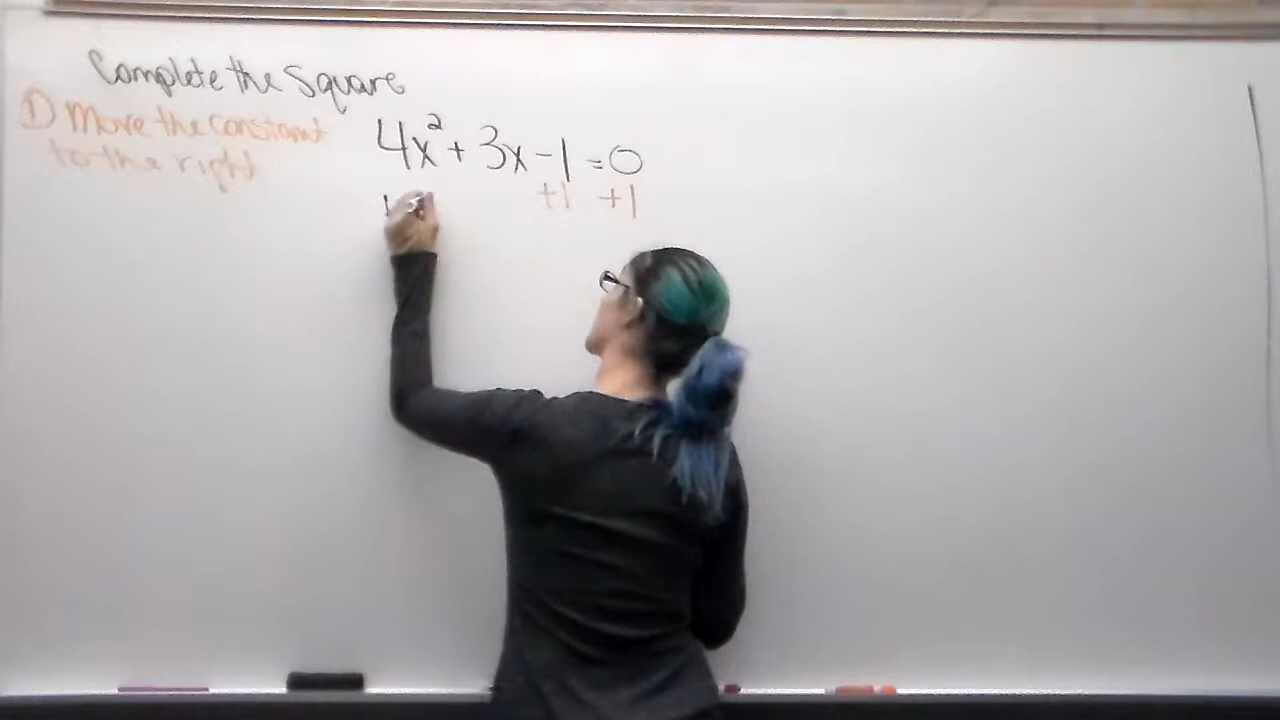 Complete the Square
① Move the constant
to the right
4x² + 3x - 1 = 0
+1 +1